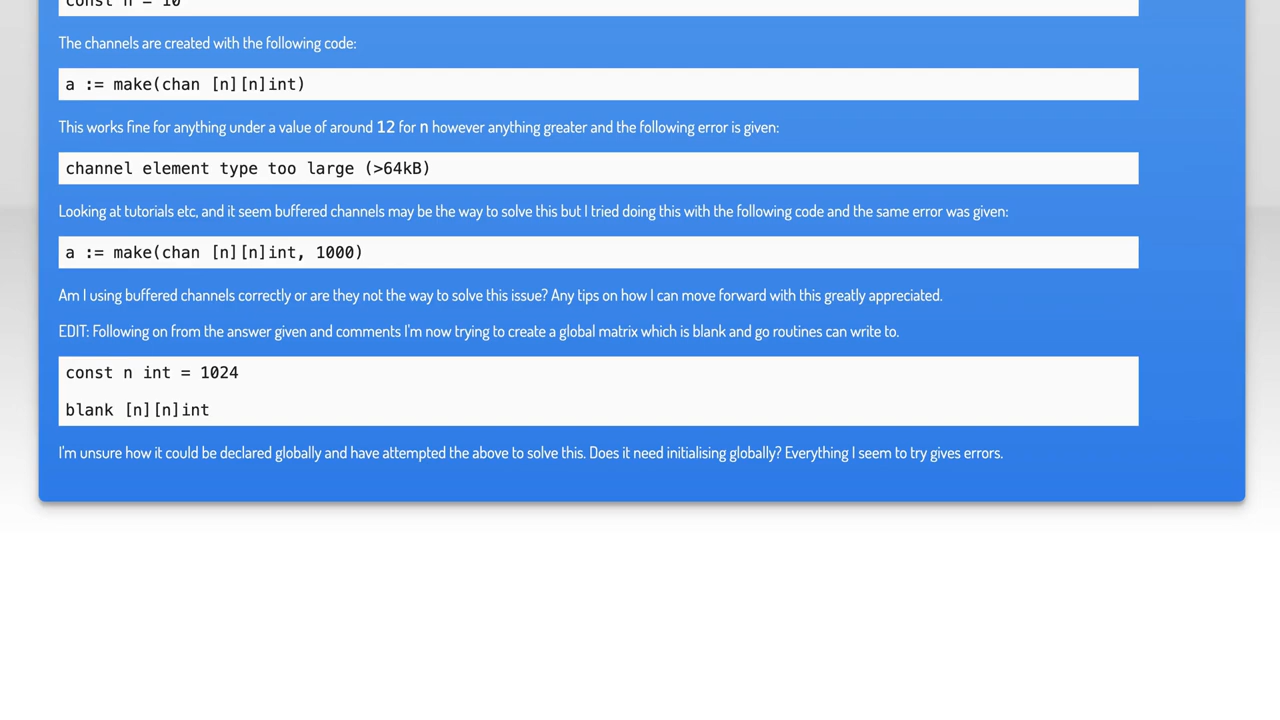 const n = 10
The channels are created with the following code:
a := make(chan [n][n]int)
This works fine for anything under a value of around 12 for n however anything greater and the following error is given:
channel element type too large (>64kB)
Looking at tutorials etc, and it seem buffered channels may be the way to solve this but I tried doing this with the following code and the same error was given:
a := make(chan [n][n]int, 1000)
Am I using buffered channels correctly or are they not the way to solve this issue? Any tips on how I can move forward with this greatly appreciated.
EDIT: Following on from the answer given and comments I'm now trying to create a global matrix which is blank and go routines can write to.
const n int = 1024
blank [n][n]int
I'm unsure how it could be declared globally and have attempted the above to solve this. Does it need initialising globally? Everything I seem to try gives errors.